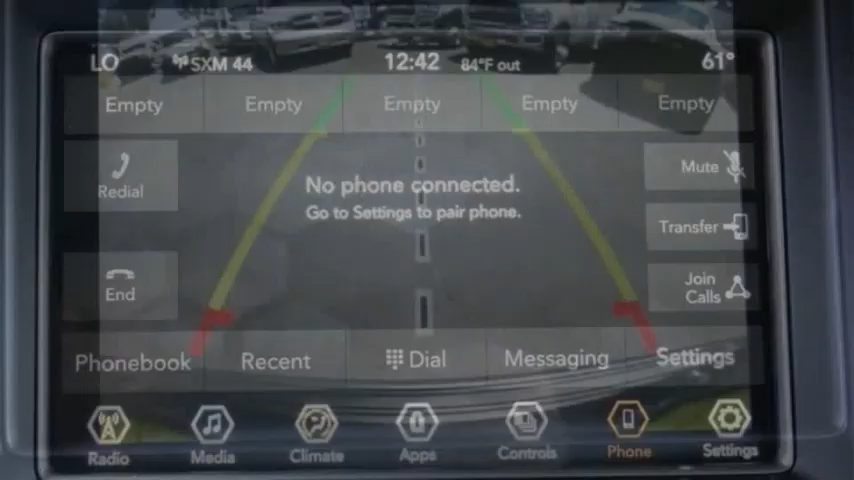 LO SXM 44 12:42 84°F out 61°
Empty Empty Empty Empty Empty
Redial
Mute
No phone connected.
Go to Settings to pair phone.
Transfer
End
Join
Calls
Phonebook Recent Dial Messaging Settings
Radio Media Climate Apps Controls Phone Settings